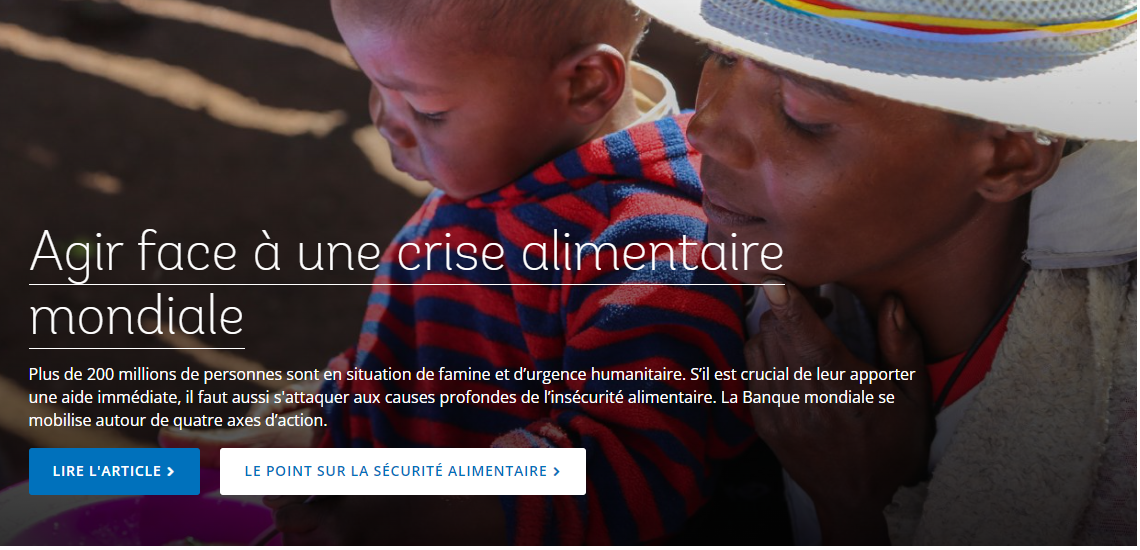 Agir face à une crise alimentaire
mondiale
Plus de 200 millions de personnes sont en situation de famine et d’urgence humanitaire. S’il est crucial de leur apporter
une aide immédiate, il faut aussi s'attaquer aux causes profondes de l’insécurité alimentaire. La Banque mondiale se
mobilise autour de quatre axes d’action.
LIRE L'ARTICLE >
LE POINT SUR LA SÉCURITÉ ALIMENTAIRE >